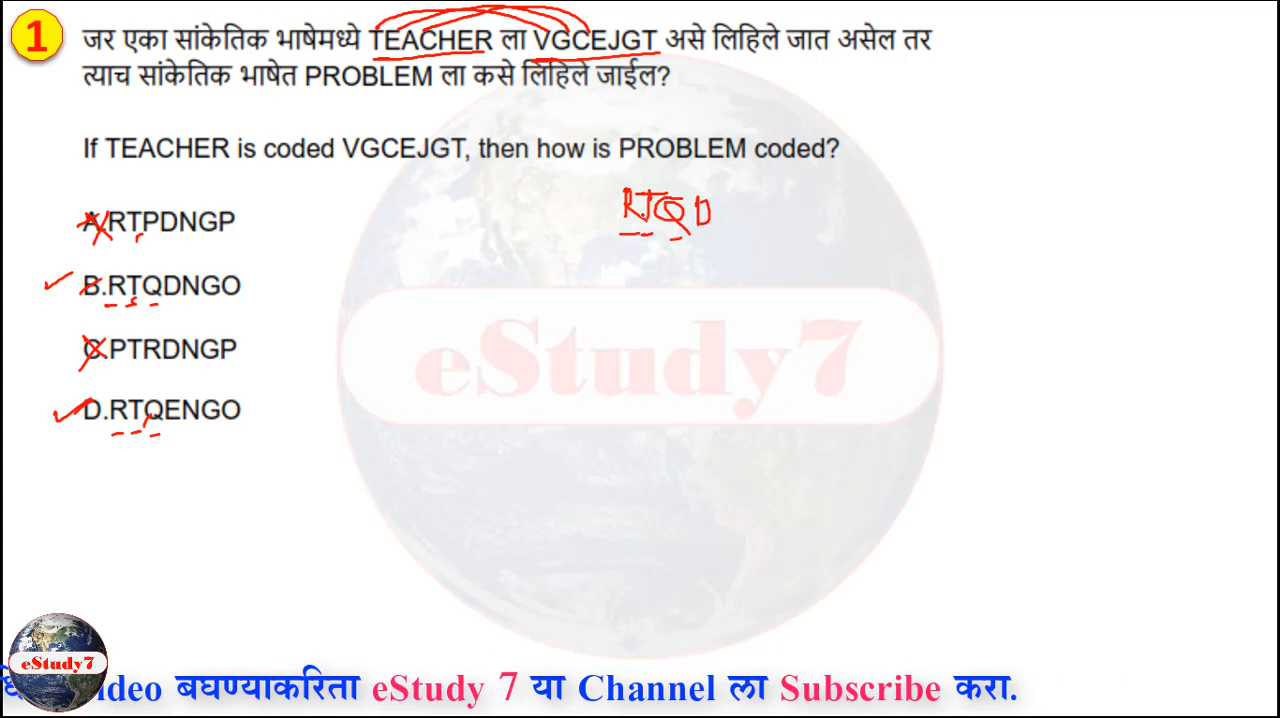 1
जर एका सांकेतिक भाषेमध्ये TEACHER ला VGCEJGT असे लिहिले जात असेल तर
त्याच सांकेतिक भाषेत PROBLEM ला कसे लिहिले जाईल?
If TEACHER is coded VGCEJGT, then how is PROBLEM coded?
RTQD
A.RTPDNGP
B.RTQDNGO
C.PTRDNGP
D.RTQENGO
eStudy7
eStudy7
Video बघण्याकरिता eStudy 7 या Channel ला Subscribe करा.